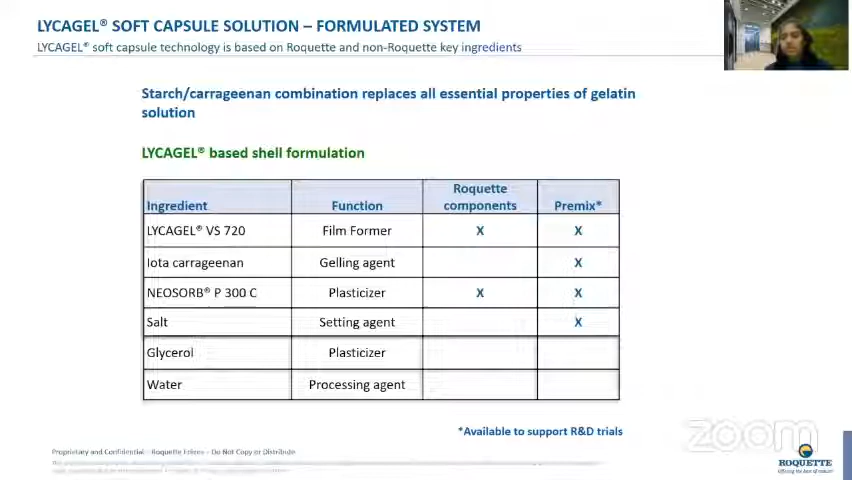 LYCAGEL® SOFT CAPSULE SOLUTION – FORMULATED SYSTEM
LYCAGEL® soft capsule technology is based on Roquette and non-Roquette key ingredients
Starch/carrageenan combination replaces all essential properties of gelatin
solution
LYCAGEL® based shell formulation
Ingredient Function Roquette components Premix*
LYCAGEL® VS 720 Film Former X X
Iota carrageenan Gelling agent X
NEOSORB® P 300 C Plasticizer X X
Salt Setting agent X
Glycerol Plasticizer
Water Processing agent
*Available to support R&D trials
zoom
Proprietary and Confidential – Roquette Frères – Do Not Copy or Distribute
ROQUETTE
Offering the best of nature™